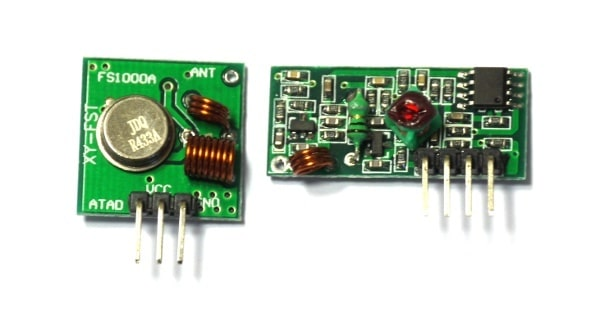 FS1000A
ANT
XY-FST
JDQ
R433A
VCC
ATAD
GND